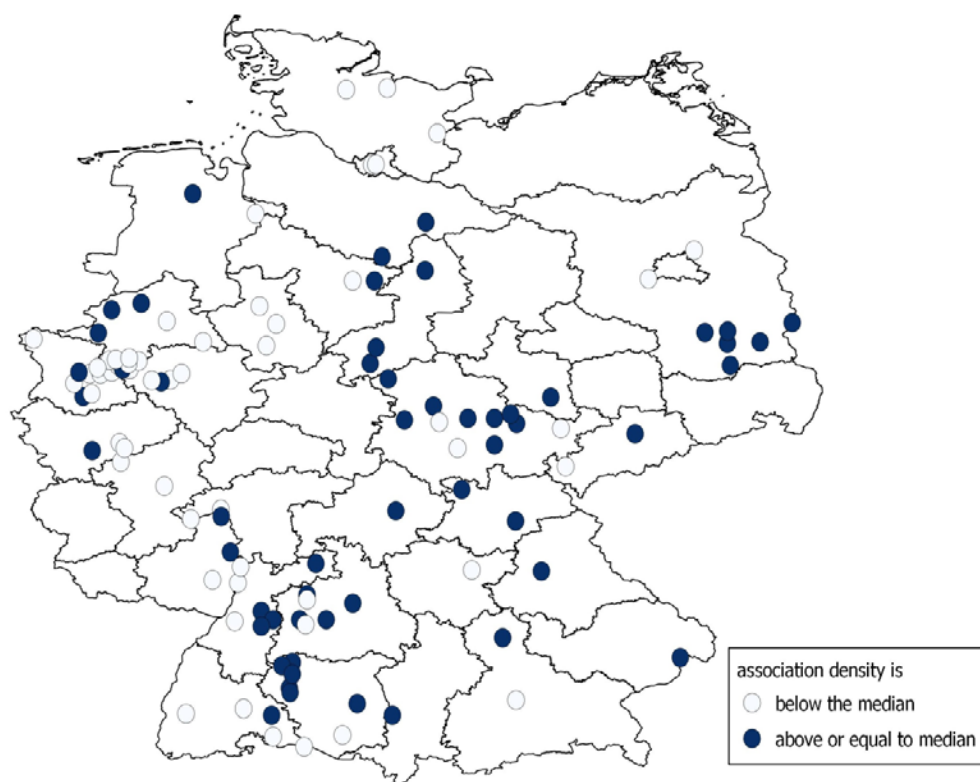 association density is
below the median
above or equal to median